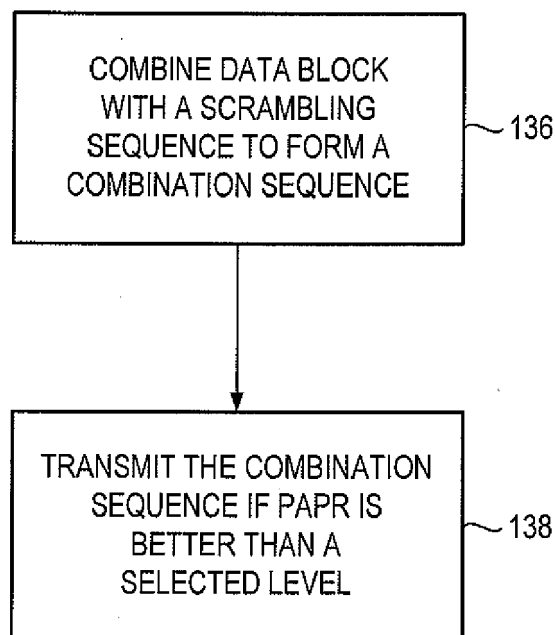 COMBINE DATA BLOCK
WITH A SCRAMBLING
SEQUENCE TO FORM A
COMBINATION SEQUENCE
136
TRANSMIT THE COMBINATION
SEQUENCE IF PAPR IS
BETTER THAN A
SELECTED LEVEL
138